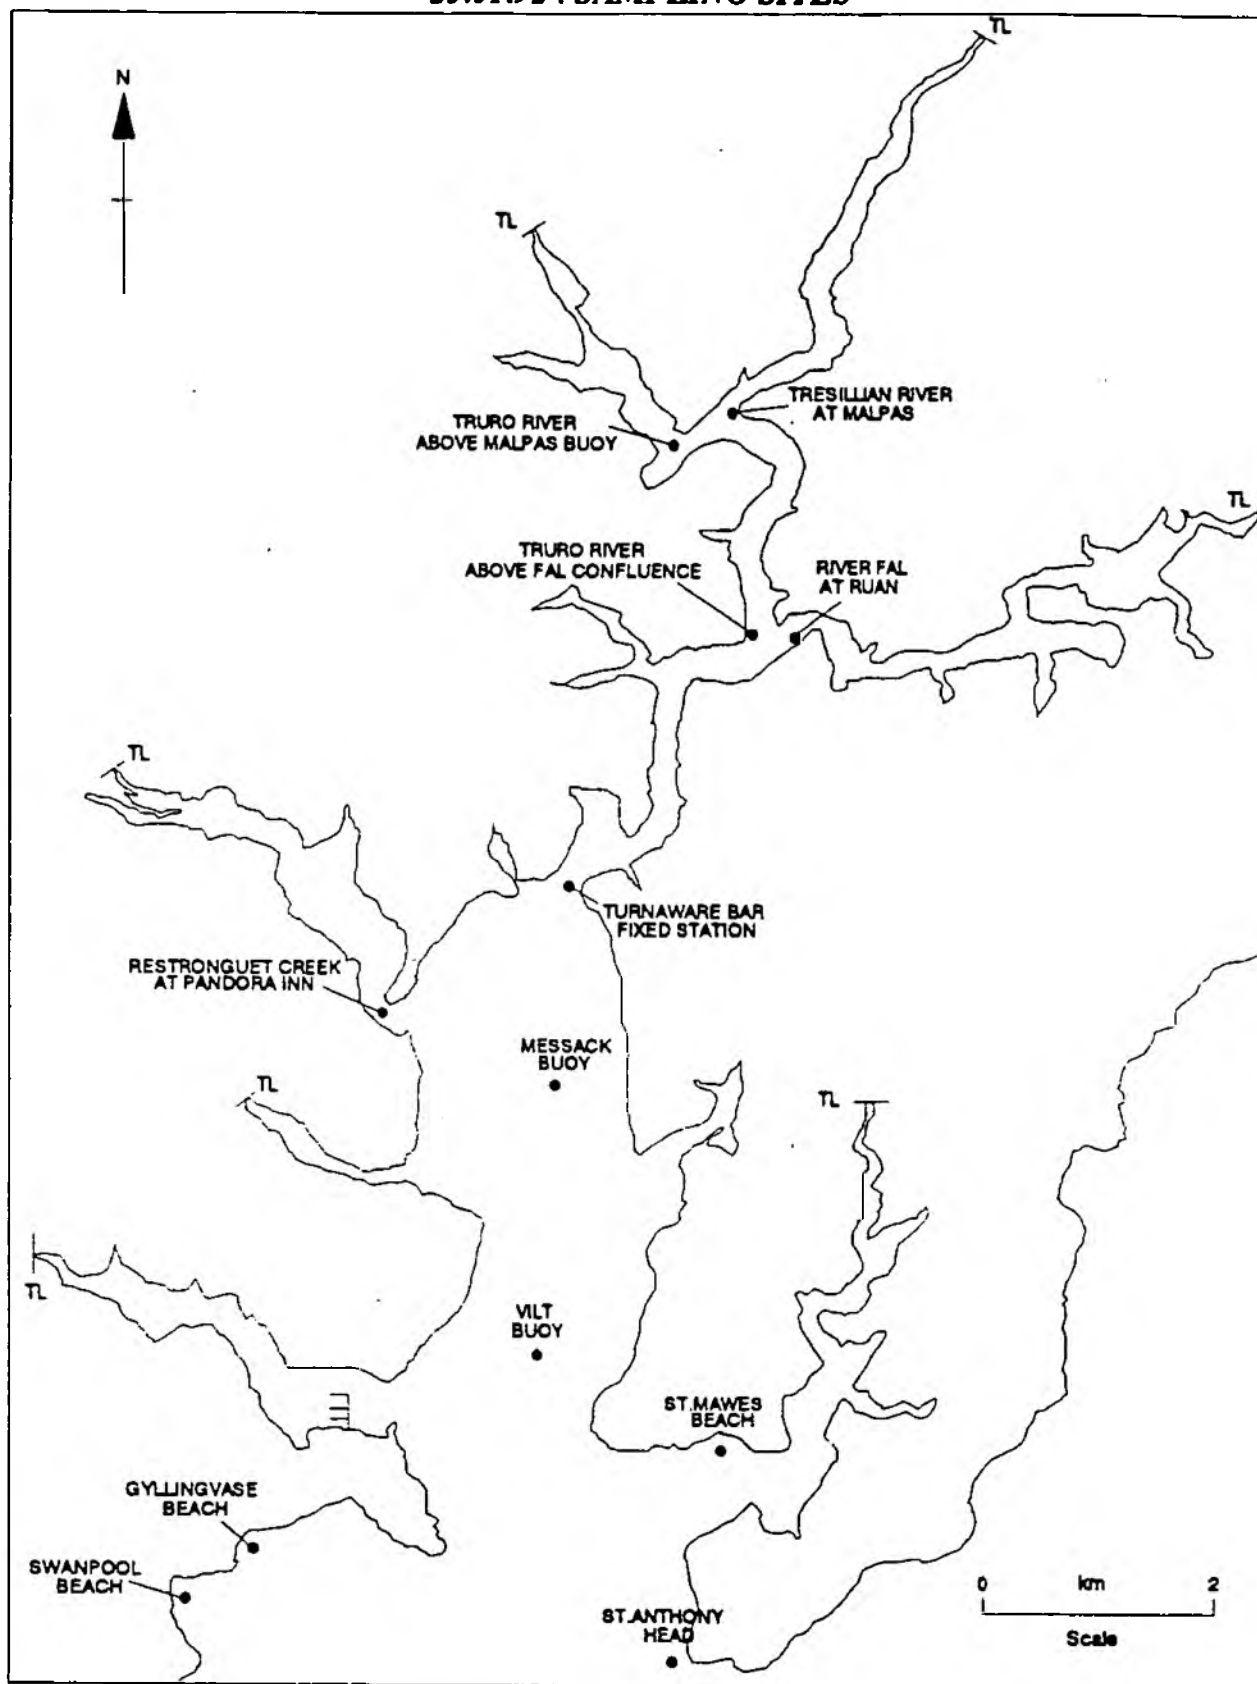 SAMPLING SITES
TL
N
TL
TRESILLIAN RIVER
AT MALPAS
TRURO RIVER
ABOVE MALPAS BUOY
TL
TRURO RIVER
ABOVE FAL CONFLUENCE
RIVER FAL
AT RUAN
TL
TURNAWARE BAR
FIXED STATION
RESTRONGUET CREEK
AT PANDORA INN
MESSACK
BUOY
TL
TL
TL
VILT
BUOY
ST.MAWES
BEACH
GYLLINGVASE
BEACH
SWANPOOL
BEACH
ST.ANTHONY
HEAD
0 km 2
Scale